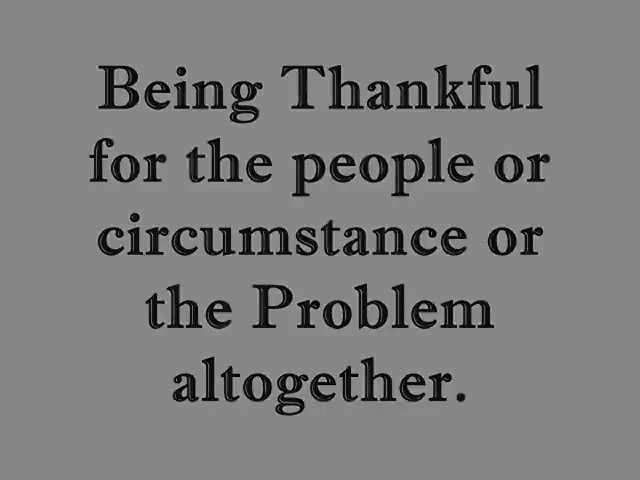 Being Thankful
for the people or
circumstance or
the Problem
altogether.